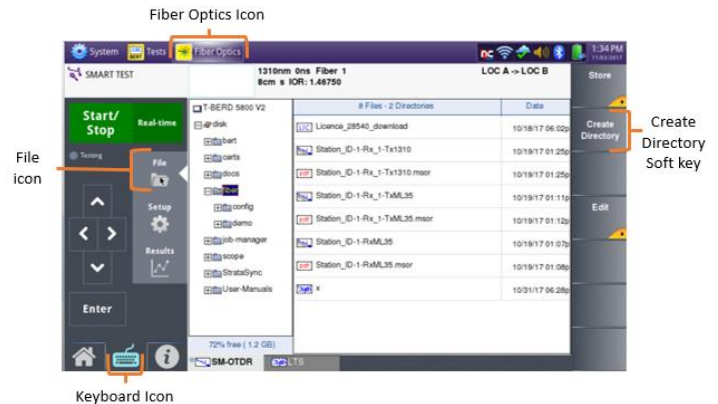 Fiber Optics Icon
System Tests Fiber Optics
1:34 PM
11/03/2017
SMART TEST
1310nm 0ns Fiber 1
8cm s IOR: 1.46750
LOC A -> LOC B
Store
Start/
Stop
Real-time
Testing
File
Setup
Results
Enter
T-BERD 5800 V2
disk
bert
certs
docs
fiber
config
demo
job-manager
scope
StrataSync
User-Manuals
72% free ( 1.2 GB)
8 Files - 2 Directories Date
Licence_28540_download 10/18/17 06:02p
Station_ID-1-Rx_1-Tx1310 10/19/17 01:25p
Station_ID-1-Rx_1-Tx1310.msor 10/19/17 01:25p
Station_ID-1-Rx_1-TxML35 10/19/17 01:11p
Station_ID-1-Rx_1-TxML35.msor 10/19/17 01:12p
Station_ID-1-RxML35 10/19/17 01:07p
Station_ID-1-RxML35.msor 10/19/17 01:08p
x 10/31/17 06:28p
Create
Directory
Edit
SM-OTDR LTS
File
icon
Create
Directory
Soft key
Keyboard Icon